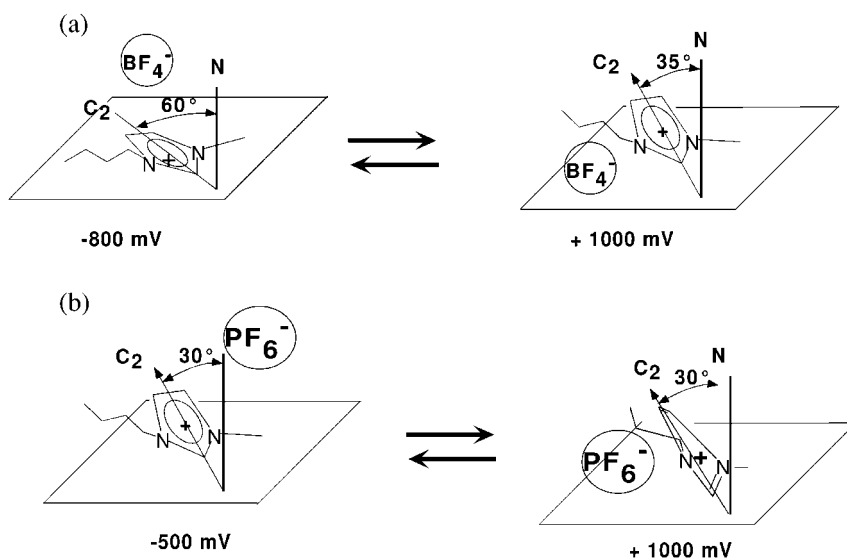 (a)
BF4-
N
C2
60°
N
N
+
-800 mV
35°
C2
N
N
+
BF4-
+ 1000 mV
(b)
PF6-
30°
C2
N
N
+
-500 mV
N
C2
30°
PF6-
N
+
N
+ 1000 mV